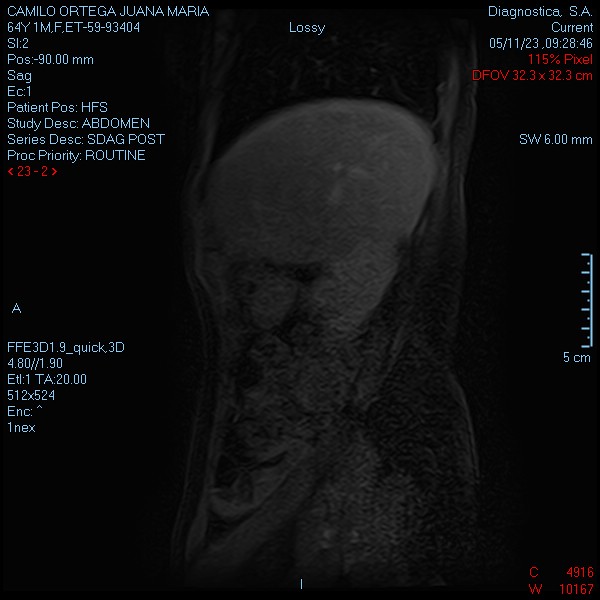 CAMILO ORTEGA JUANA MARIA
64Y 1M,F,ET-59-93404
Sl:2
Pos:-90.00 mm
Sag
Ec:1
Patient Pos: HFS
Study Desc: ABDOMEN
Series Desc: SDAG POST
Proc Priority: ROUTINE
< 23 - 2 >
Lossy
Diagnostica, S.A.
Current
05/11/23 ,09:28:46
115% Pixel
DFOV 32.3 x 32.3 cm
SW 6.00 mm
A
5 cm
FFE3D1.9_quick,3D
4.80//1.90
Etl:1 TA:20.00
512x524
Enc: ^
1nex
I
C 4916
W 10167